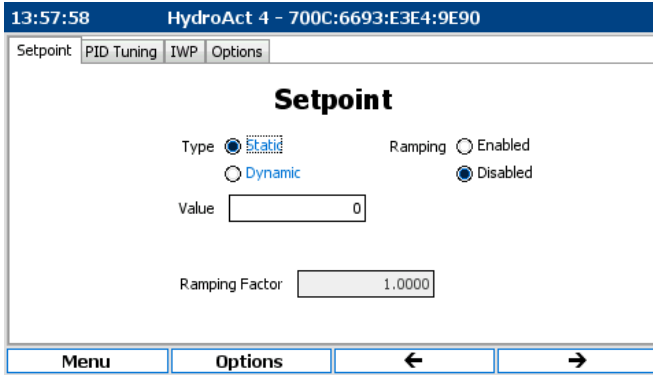 13:57:58 HydroAct 4 - 700C:6693:E3E4:9E90
Setpoint PID Tuning IWP Options
Setpoint
Type Static Ramping Enabled
Dynamic Disabled
Value 0
Ramping Factor 1.0000
Menu Options ← →